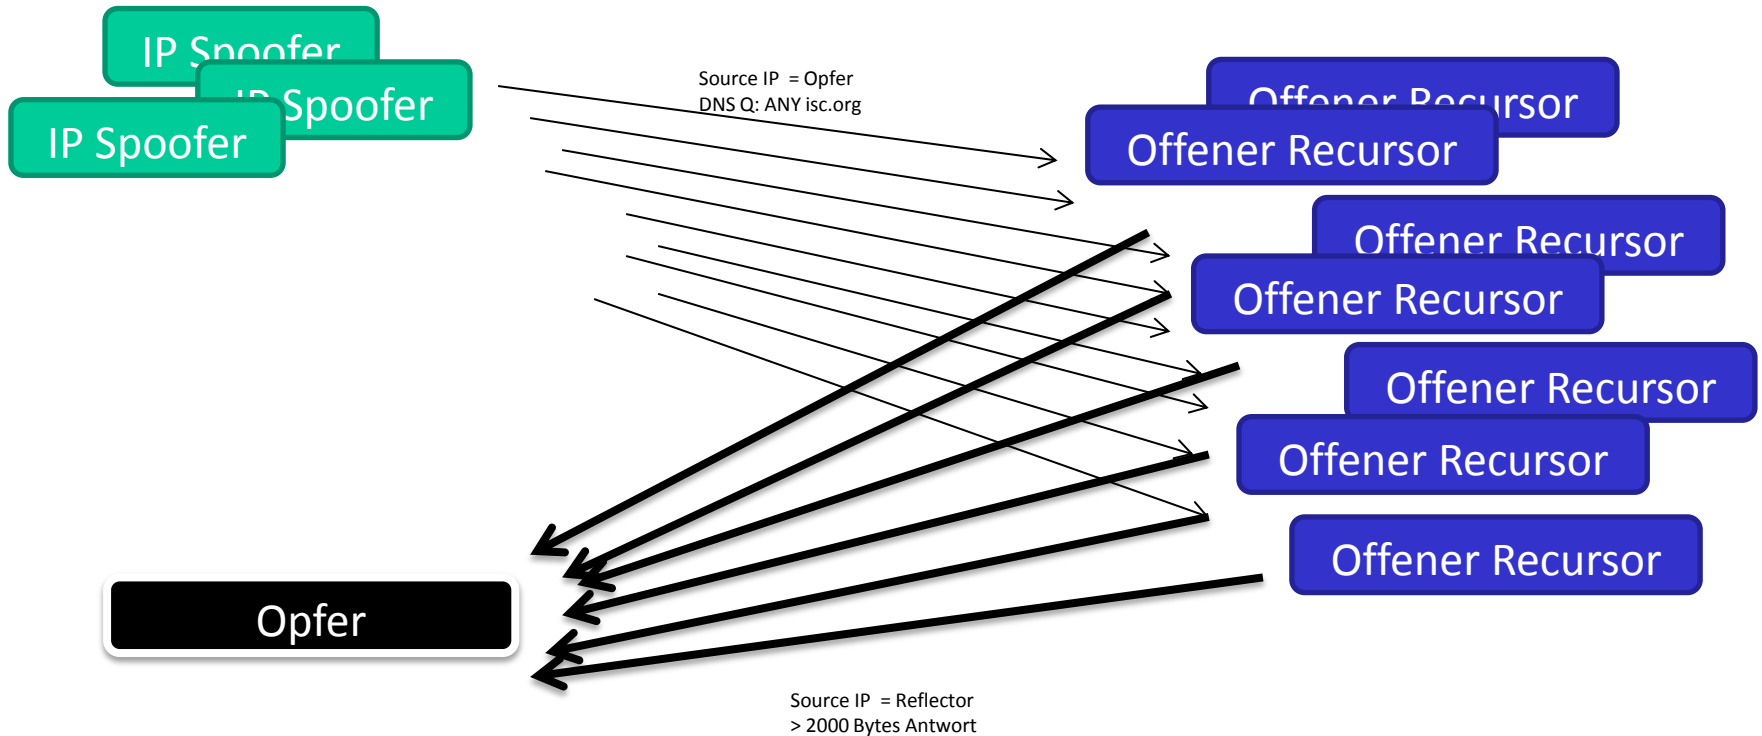 IP Spoofer
IP Spoofer
IP Spoofer
Source IP = Opfer
DNS Q: ANY isc.org
Offener Recursor
Offener Recursor
Offener Recursor
Offener Recursor
Offener Recursor
Offener Recursor
Offener Recursor
Opfer
Source IP = Reflector
> 2000 Bytes Antwort